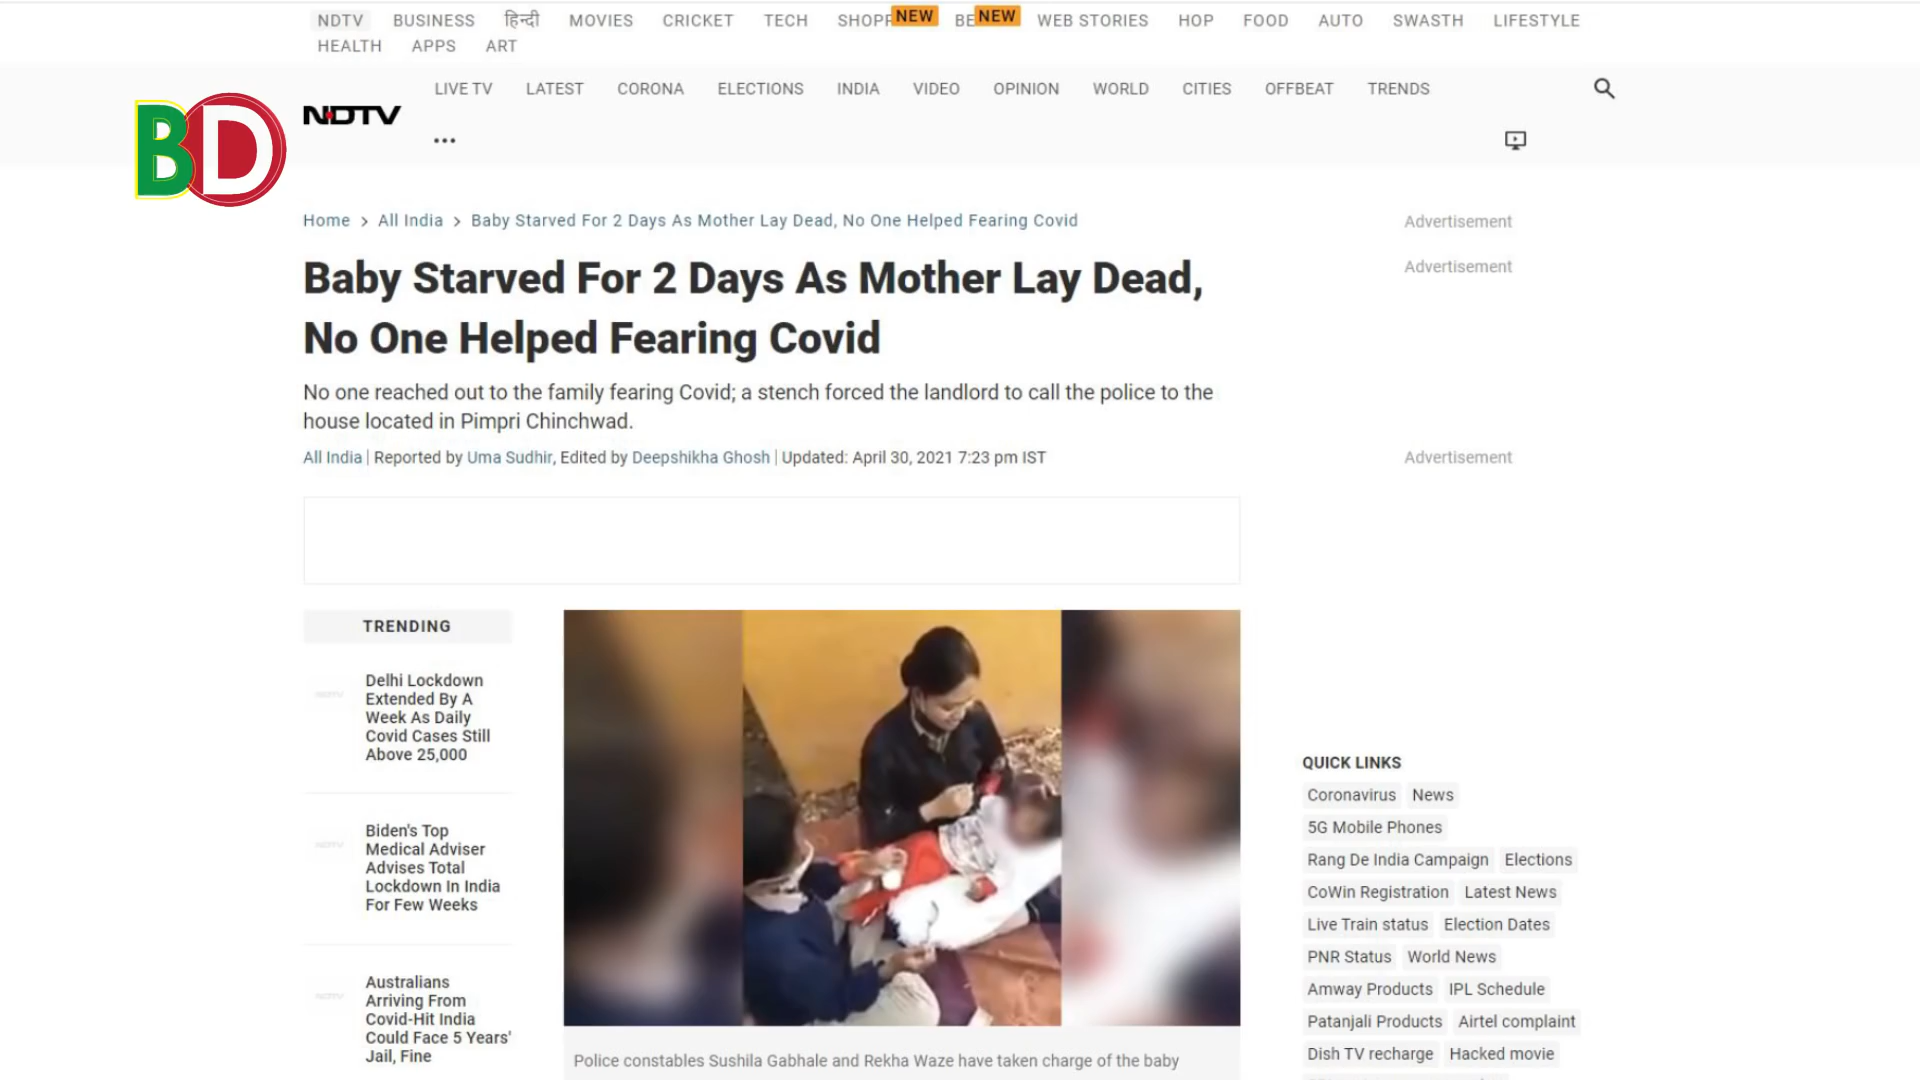 NDTV BUSINESS हिन्दी MOVIES CRICKET TECH SHOPP NEW BE NEW WEB STORIES HOP FOOD AUTO SWASTH LIFESTYLE
HEALTH APPS ART
LIVE TV LATEST CORONA ELECTIONS INDIA VIDEO OPINION WORLD CITIES OFFBEAT TRENDS
BD
NDTV
Home > All India > Baby Starved For 2 Days As Mother Lay Dead, No One Helped Fearing Covid
Advertisement
Baby Starved For 2 Days As Mother Lay Dead,
No One Helped Fearing Covid
Advertisement
No one reached out to the family fearing Covid; a stench forced the landlord to call the police to the
house located in Pimpri Chinchwad.
All India | Reported by Uma Sudhir, Edited by Deepshikha Ghosh | Updated: April 30, 2021 7:23 pm IST
Advertisement
TRENDING
NDTV
Delhi Lockdown
Extended By A
Week As Daily
Covid Cases Still
Above 25,000
NDTV
Biden's Top
Medical Adviser
Advises Total
Lockdown In India
For Few Weeks
NDTV
Australians
Arriving From
Covid-Hit India
Could Face 5 Years'
Jail, Fine
Police constables Sushila Gabhale and Rekha Waze have taken charge of the baby
QUICK LINKS
Coronavirus News
5G Mobile Phones
Rang De India Campaign Elections
CoWin Registration Latest News
Live Train status Election Dates
PNR Status World News
Amway Products IPL Schedule
Patanjali Products Airtel complaint
Dish TV recharge Hacked movie